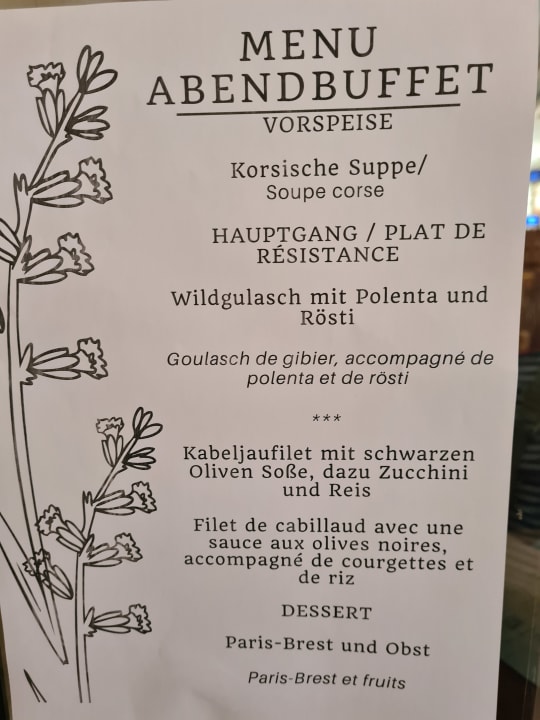 MENU
ABENDBUFFET
VORSPEISE
Korsische Suppe/
Soupe corse
HAUPTGANG / PLAT DE
RÉSISTANCE
Wildgulasch mit Polenta und
Rösti
Goulasch de gibier, accompagné de
polenta et de rösti
***
Kabeljaufilet mit schwarzen
Oliven Soße, dazu Zucchini
und Reis
Filet de cabillaud avec une
sauce aux olives noires,
accompagné de courgettes et
de riz
DESSERT
Paris-Brest und Obst
Paris-Brest et fruits